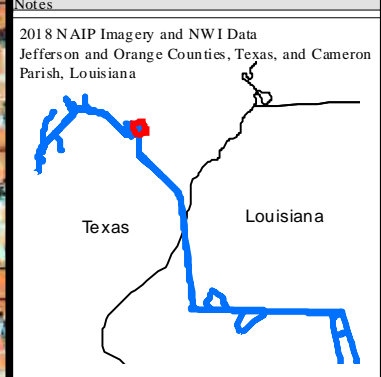 Notes
2018 NAIP Imagery and NWI Data
Jefferson and Orange Counties, Texas, and Cameron
Parish, Louisiana
Texas
Louisiana